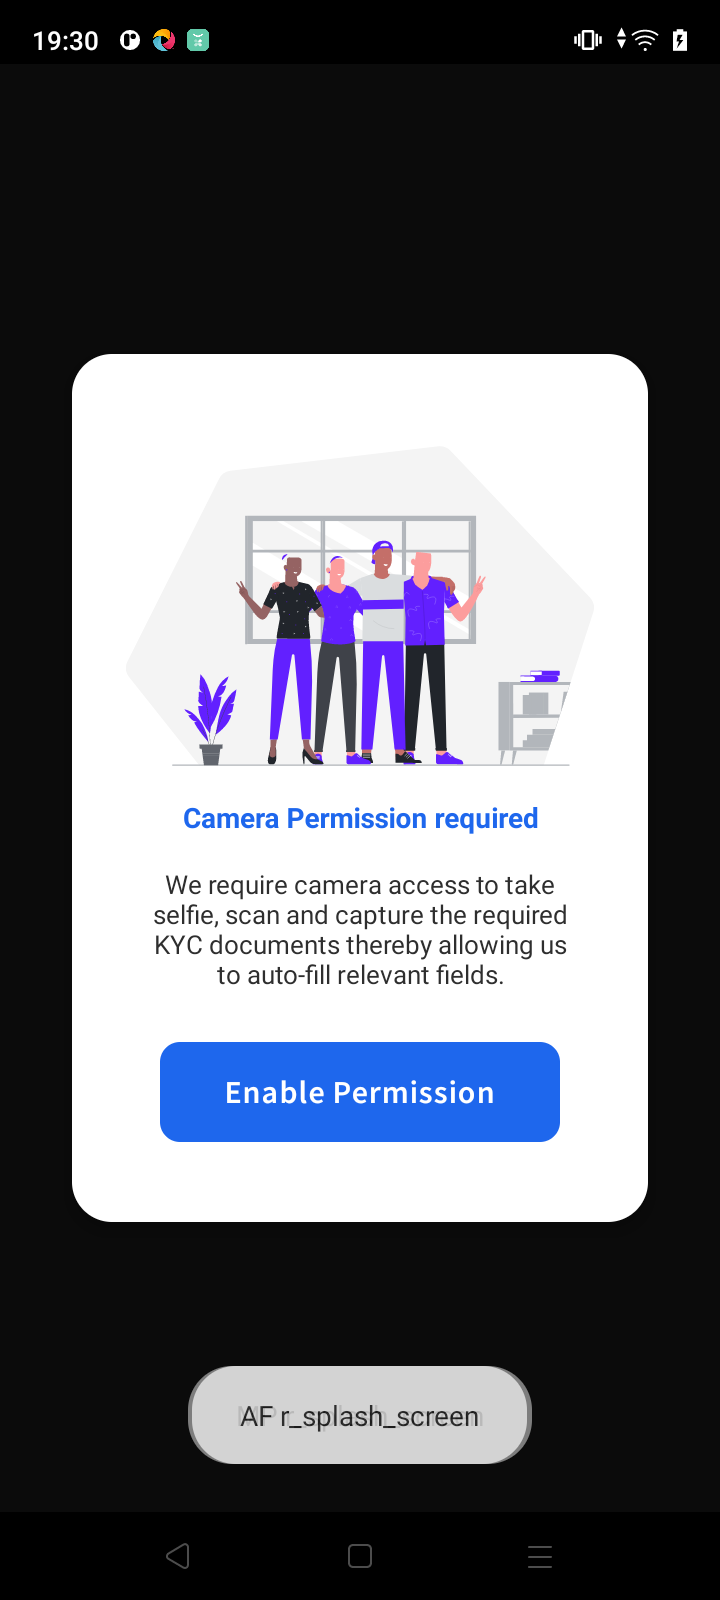 19:30
Camera Permission required
We require camera access to take
selfie, scan and capture the required
KYC documents thereby allowing us
to auto-fill relevant fields.
Enable Permission
AF r_splash_screen